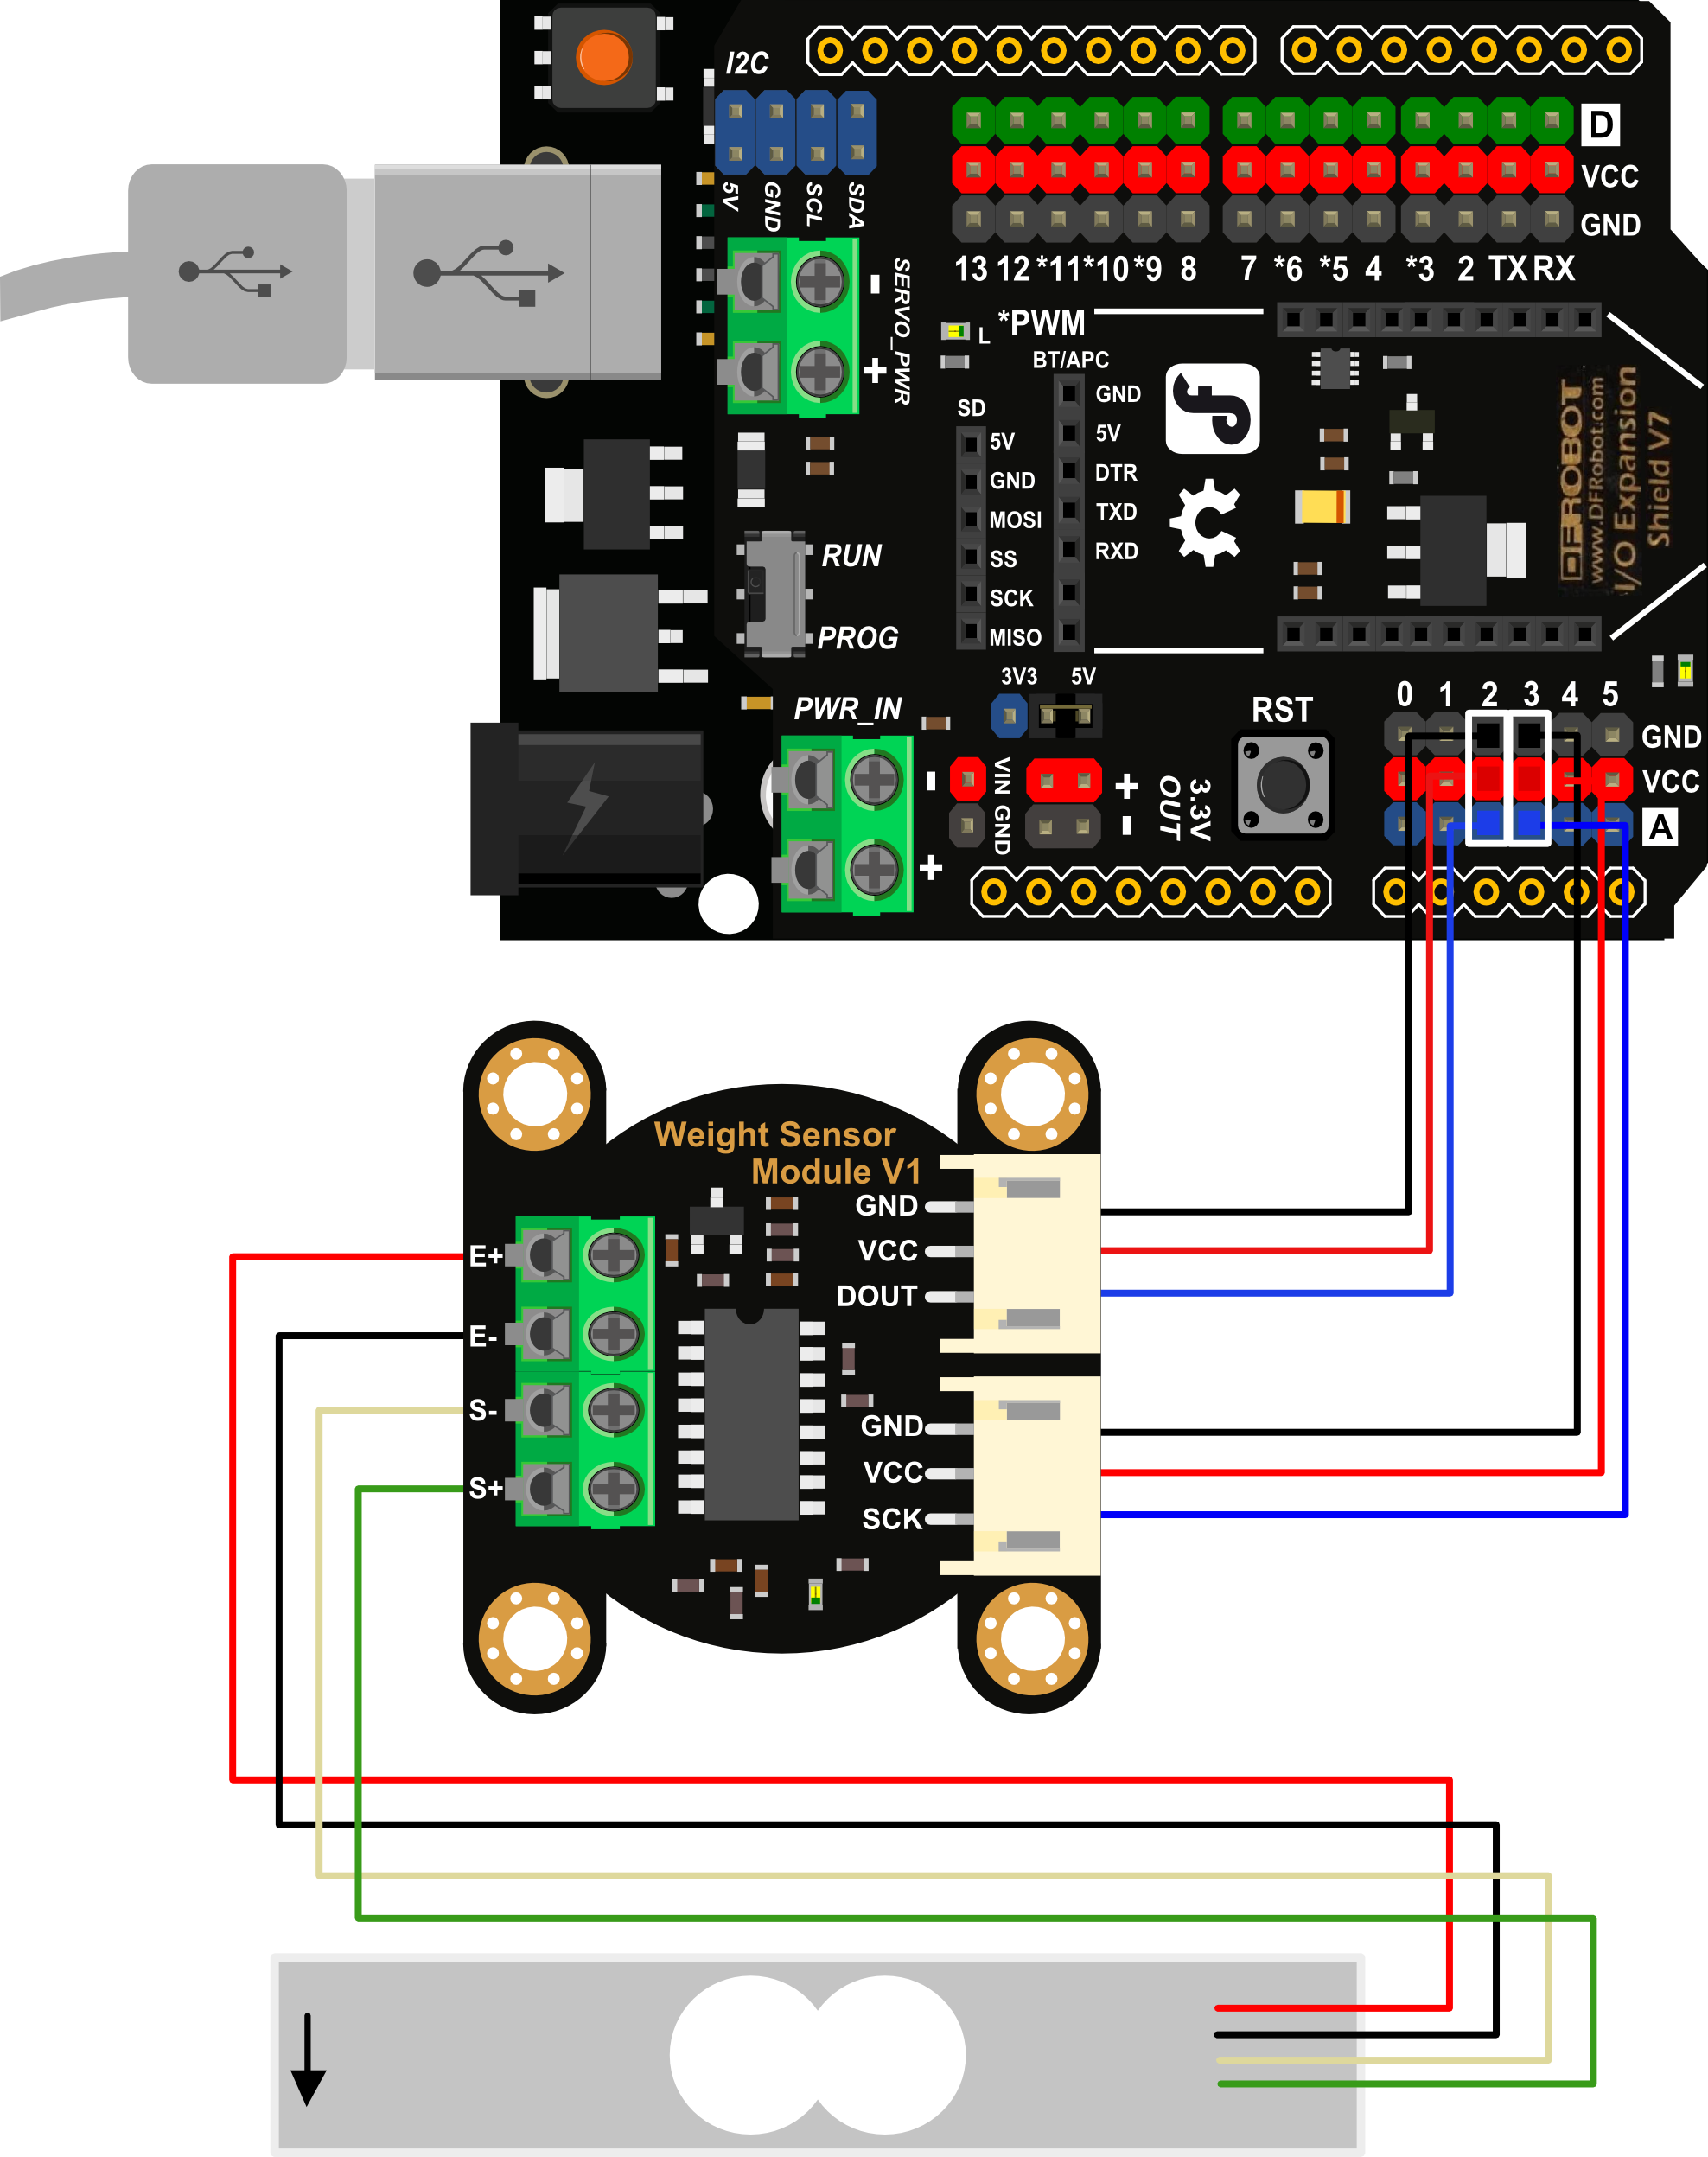 I2C
5V GND SCL SDA
D
VCC
GND
13 12 *11 *10 *9 8 7 *6 *5 4 *3 2 TX RX
- SERVO_PWR
+
*PWM
L
BT/APC
GND
5V
DTR
TXD
RXD
SD
5V
GND
MOSI
SS
SCK
MISO
DFROBOT
www.DFRobot.com
I/O Expansion
Shield V7
RUN
PROG
3V3 5V
PWR_IN
-
+
VIN GND
+
-
3.3V
OUT
RST
0 1 2 3 4 5
GND
VCC
A
Weight Sensor
Module V1
GND
VCC
DOUT
GND
VCC
SCK
E+
E-
S-
S+